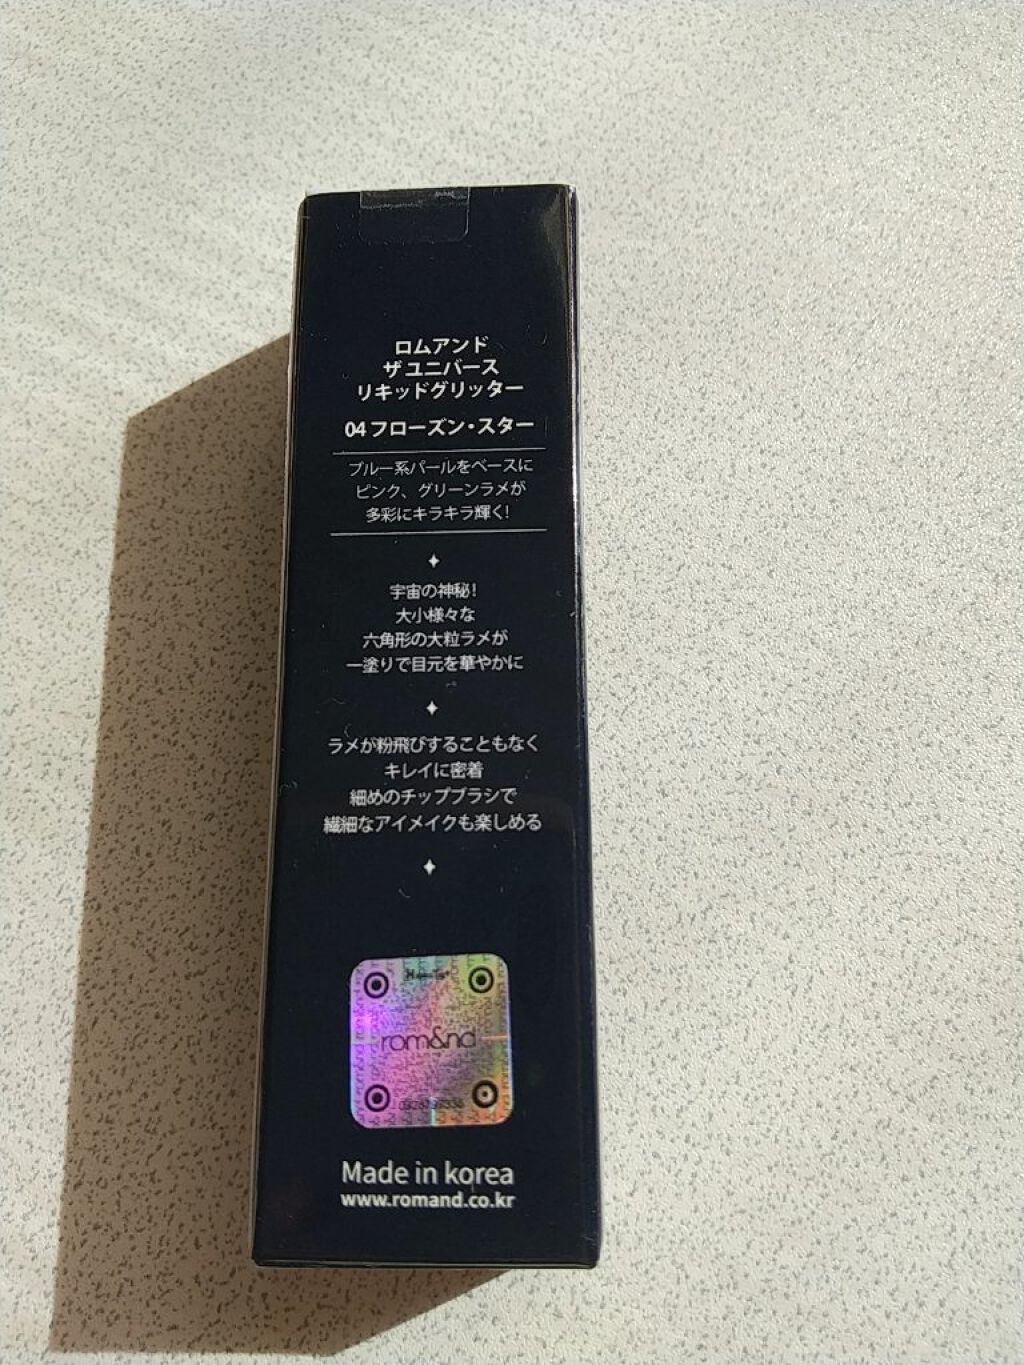 ロムアンド
ザ ユニバース
リキッドグリッター
04 フローズン・スター
ブルー系パールをベースに
ピンク、グリーンラメが
多彩にキラキラ輝く!
宇宙の神秘!
大小様々な
六角形の大粒ラメが
一塗りで目元を華やかに
ラメが粉飛びすることもなく
キレイに密着
細めのチップブラシで
繊細なアイメイクも楽しめる
rom&nd
Made in korea
www.romand.co.kr